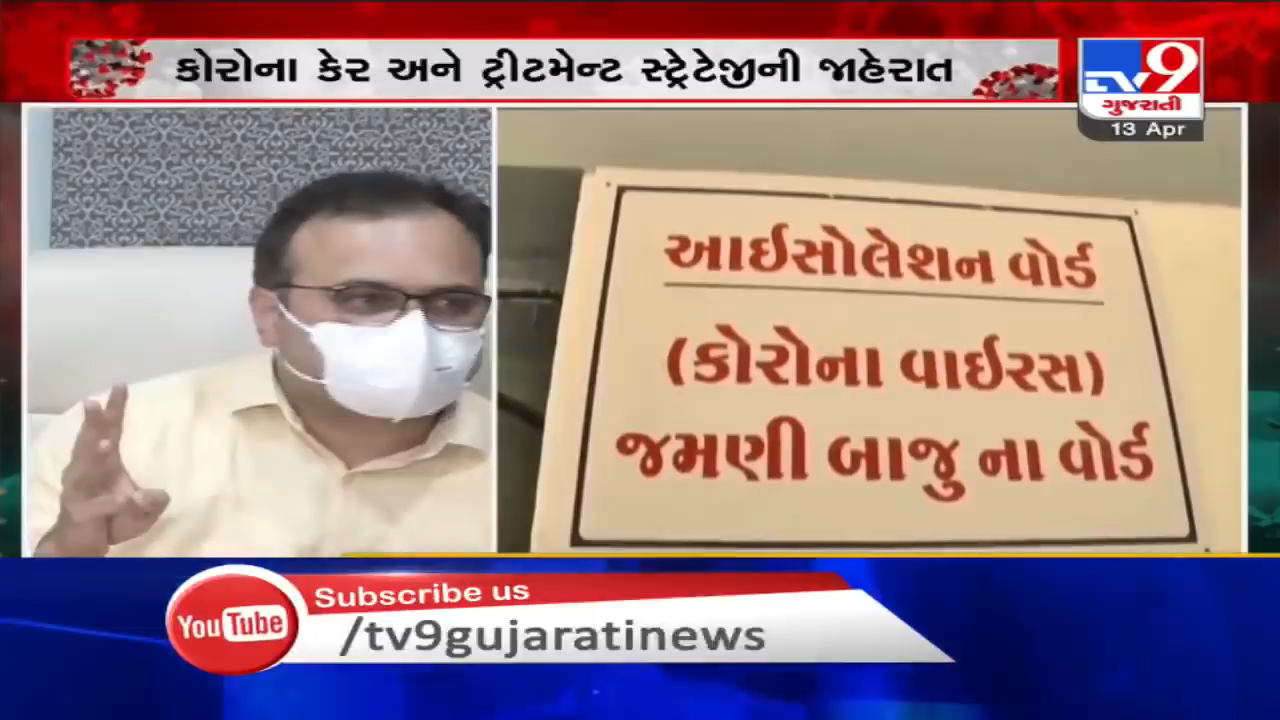 કોરોના કેર અને ટ્રીટમેન્ટ સ્ટ્રેટેજીની જાહેરાત
tv9
ગુજરાતી
13 Apr
આઈસોલેશન વોર્ડ
(કોરોના વાઈરસ)
જમણી બાજુ ના વોર્ડ
YouTube
Subscribe us
/tv9gujaratinews